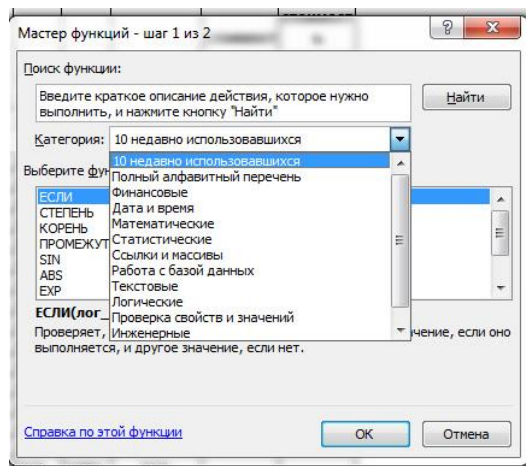 Мастер функций - шаг 1 из 2
Поиск функции:
Введите краткое описание действия, которое нужно
выполнить, и нажмите кнопку "Найти"
Найти
Категория: 10 недавно использовавшихся
10 недавно использовавшихся
Полный алфавитный перечень
Финансовые
Дата и время
Математические
Статистические
Ссылки и массивы
Работа с базой данных
Текстовые
Логические
Проверка свойств и значений
Инженерные
Выберите фун
ЕСЛИ
СТЕПЕНЬ
КОРЕНЬ
ПРОМЕЖУТ
SIN
ABS
EXP
ЕСЛИ(лог_
Проверяет, чение, если оно
выполняется, и другое значение, если нет.
Справка по этой функции
ОК
Отмена